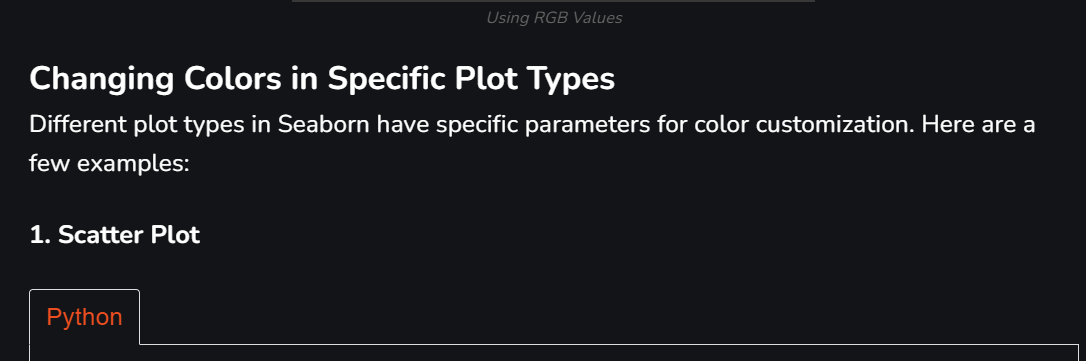 Using RGB Values
Changing Colors in Specific Plot Types
Different plot types in Seaborn have specific parameters for color customization. Here are a
few examples:
1. Scatter Plot
Python